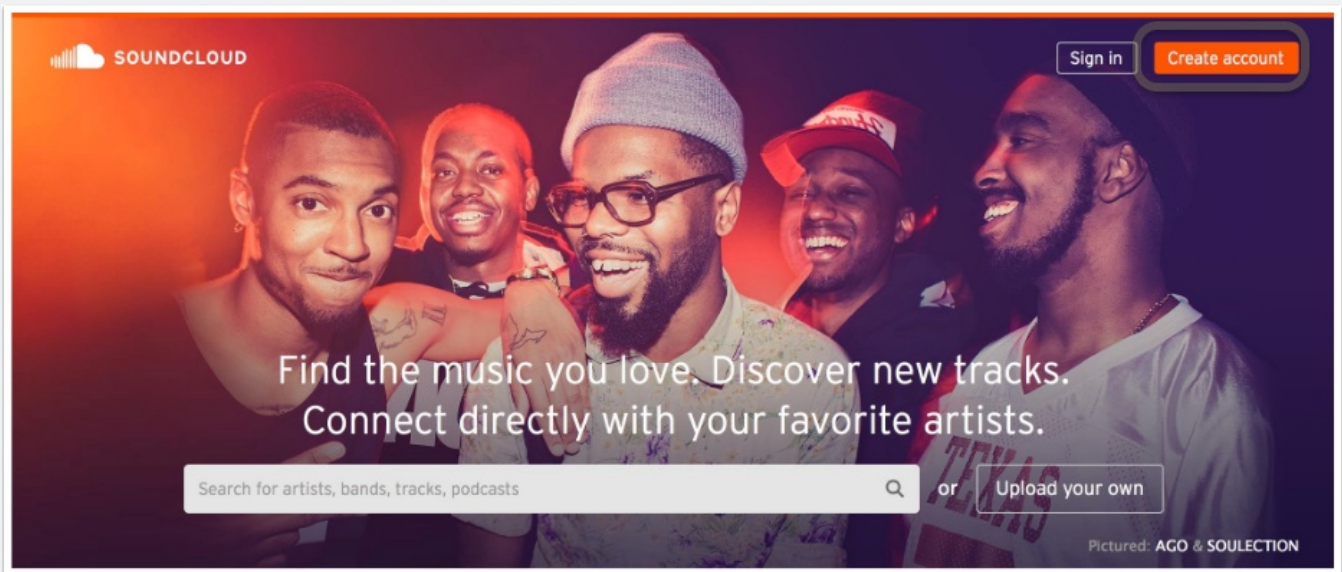 SOUNDCLOUD
Sign in
Create account
Find the music you love. Discover new tracks.
Connect directly with your favorite artists.
Search for artists, bands, tracks, podcasts
or
Upload your own
TEXAS
Pictured: AGO & SOULECTION